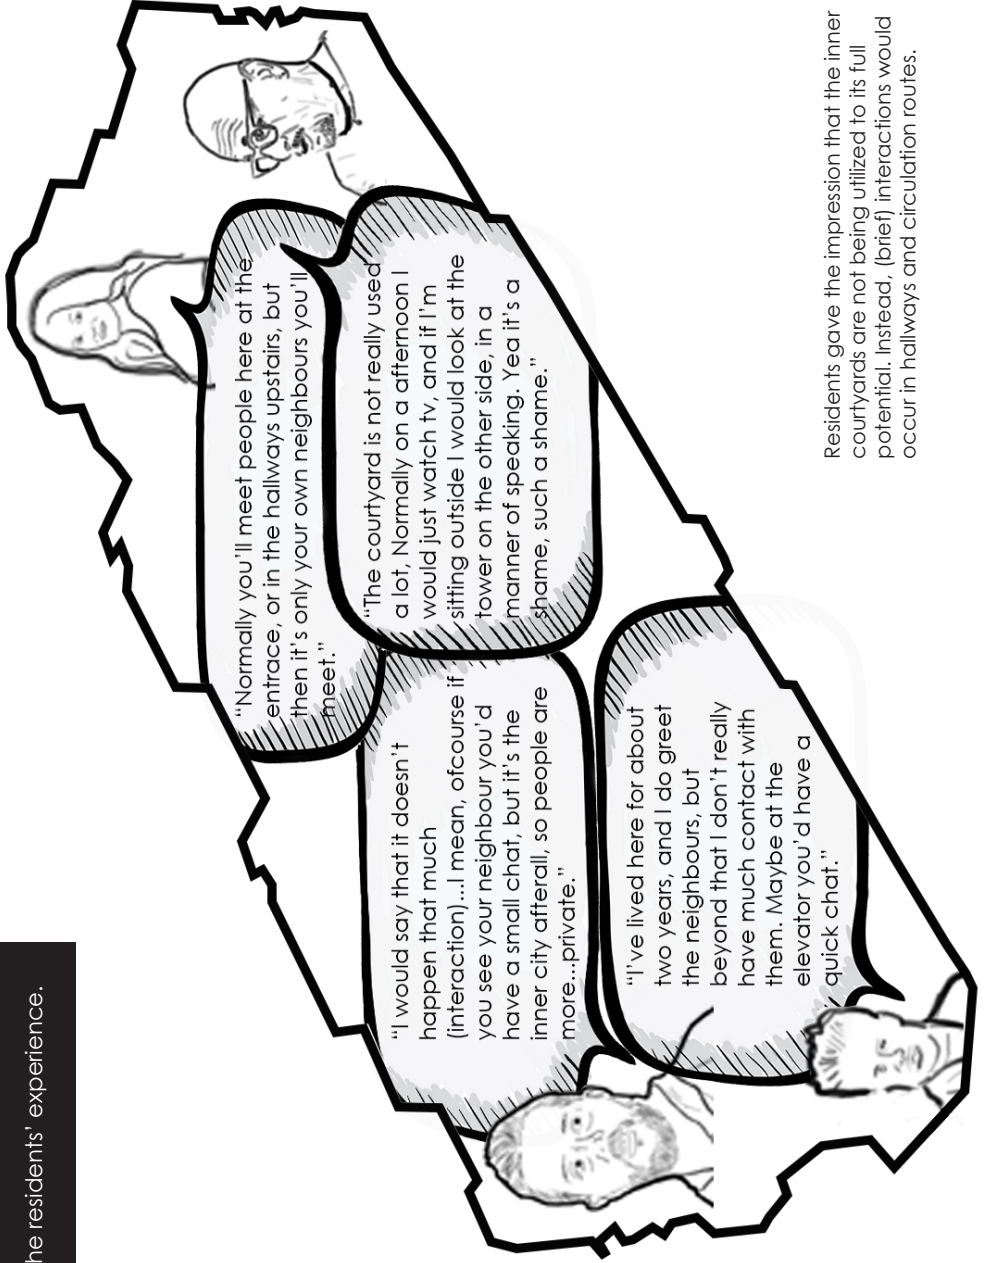 he residents' experience.
"Normally you'll meet people here at the
entrace, or in the hallways upstairs, but
then it's only your own neighbours you'll
meet."
"The courtyard is not really used
a lot, Normally on a afternoon I
would just watch tv, and if I'm
sitting outside I would look at the
tower on the other side, in a
manner of speaking. Yea it's a
shame, such a shame."
"I would say that it doesn't
happen that much
(interaction)...I mean, ofcourse if
you see your neighbour you'd
have a small chat, but it's the
inner city afterall, so people are
more...private."
"I've lived here for about
two years, and I do greet
the neighbours, but
beyond that I don't really
have much contact with
them. Maybe at the
elevator you'd have a
quick chat."
Residents gave the impression that the inner
courtyards are not being utilized to its full
potential. Instead, (brief) interactions would
occur in hallways and circulation routes.